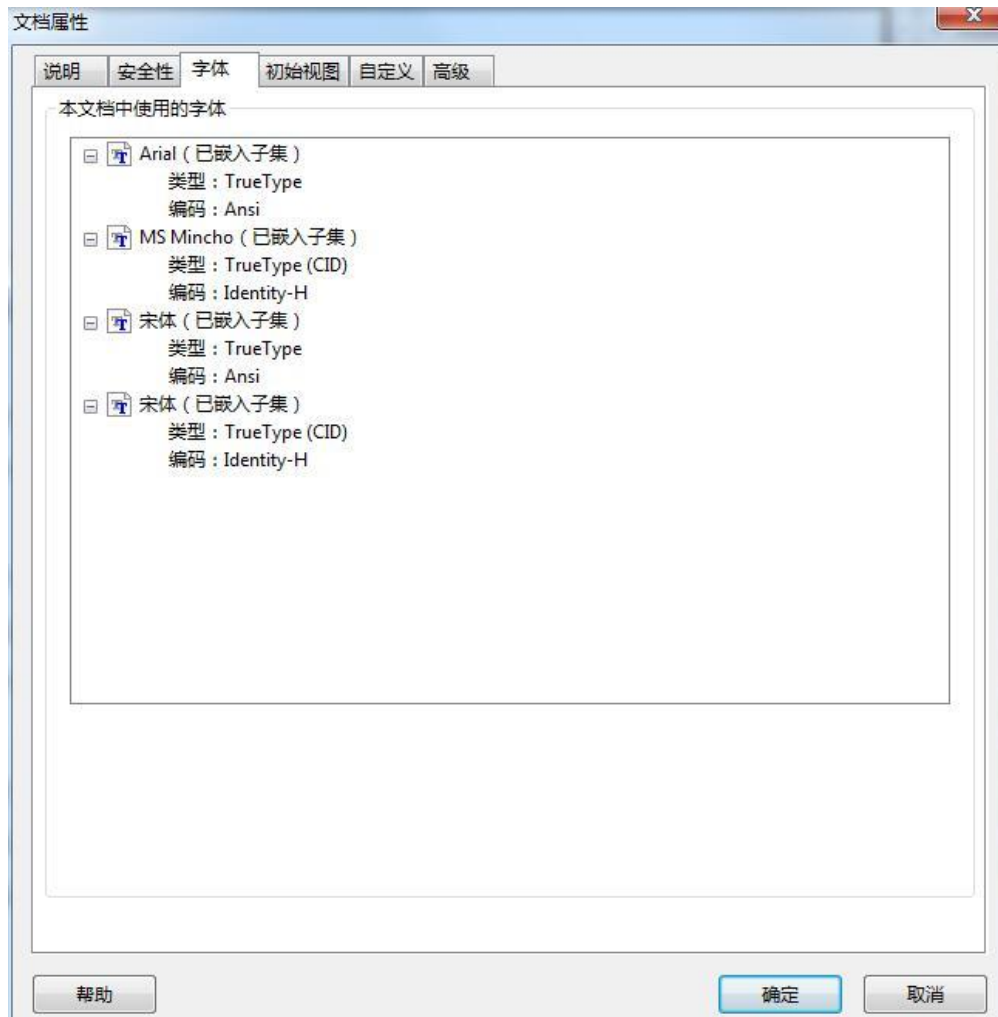 文档属性
说明 安全性 字体 初始视图 自定义 高级
本文档中使用的字体
Arial（已嵌入子集）
类型：TrueType
编码：Ansi
MS Mincho（已嵌入子集）
类型：TrueType (CID)
编码：Identity-H
宋体（已嵌入子集）
类型：TrueType
编码：Ansi
宋体（已嵌入子集）
类型：TrueType (CID)
编码：Identity-H
帮助 确定 取消